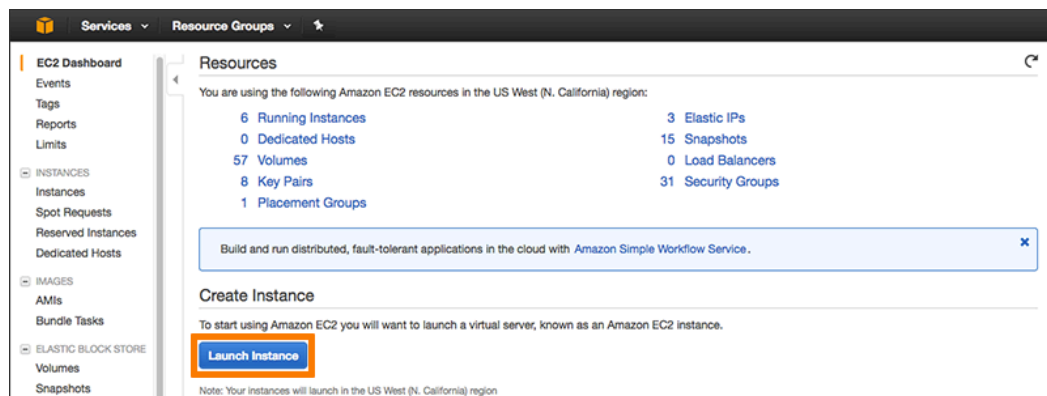 Services Resource Groups
EC2 Dashboard
Events
Tags
Reports
Limits
INSTANCES
Instances
Spot Requests
Reserved Instances
Dedicated Hosts
IMAGES
AMIs
Bundle Tasks
ELASTIC BLOCK STORE
Volumes
Snapshots
Resources
You are using the following Amazon EC2 resources in the US West (N. California) region:
6 Running Instances
0 Dedicated Hosts
57 Volumes
8 Key Pairs
1 Placement Groups
3 Elastic IPs
15 Snapshots
0 Load Balancers
31 Security Groups
Build and run distributed, fault-tolerant applications in the cloud with Amazon Simple Workflow Service.
Create Instance
To start using Amazon EC2 you will want to launch a virtual server, known as an Amazon EC2 instance.
Launch Instance
Note: Your instances will launch in the US West (N. California) region